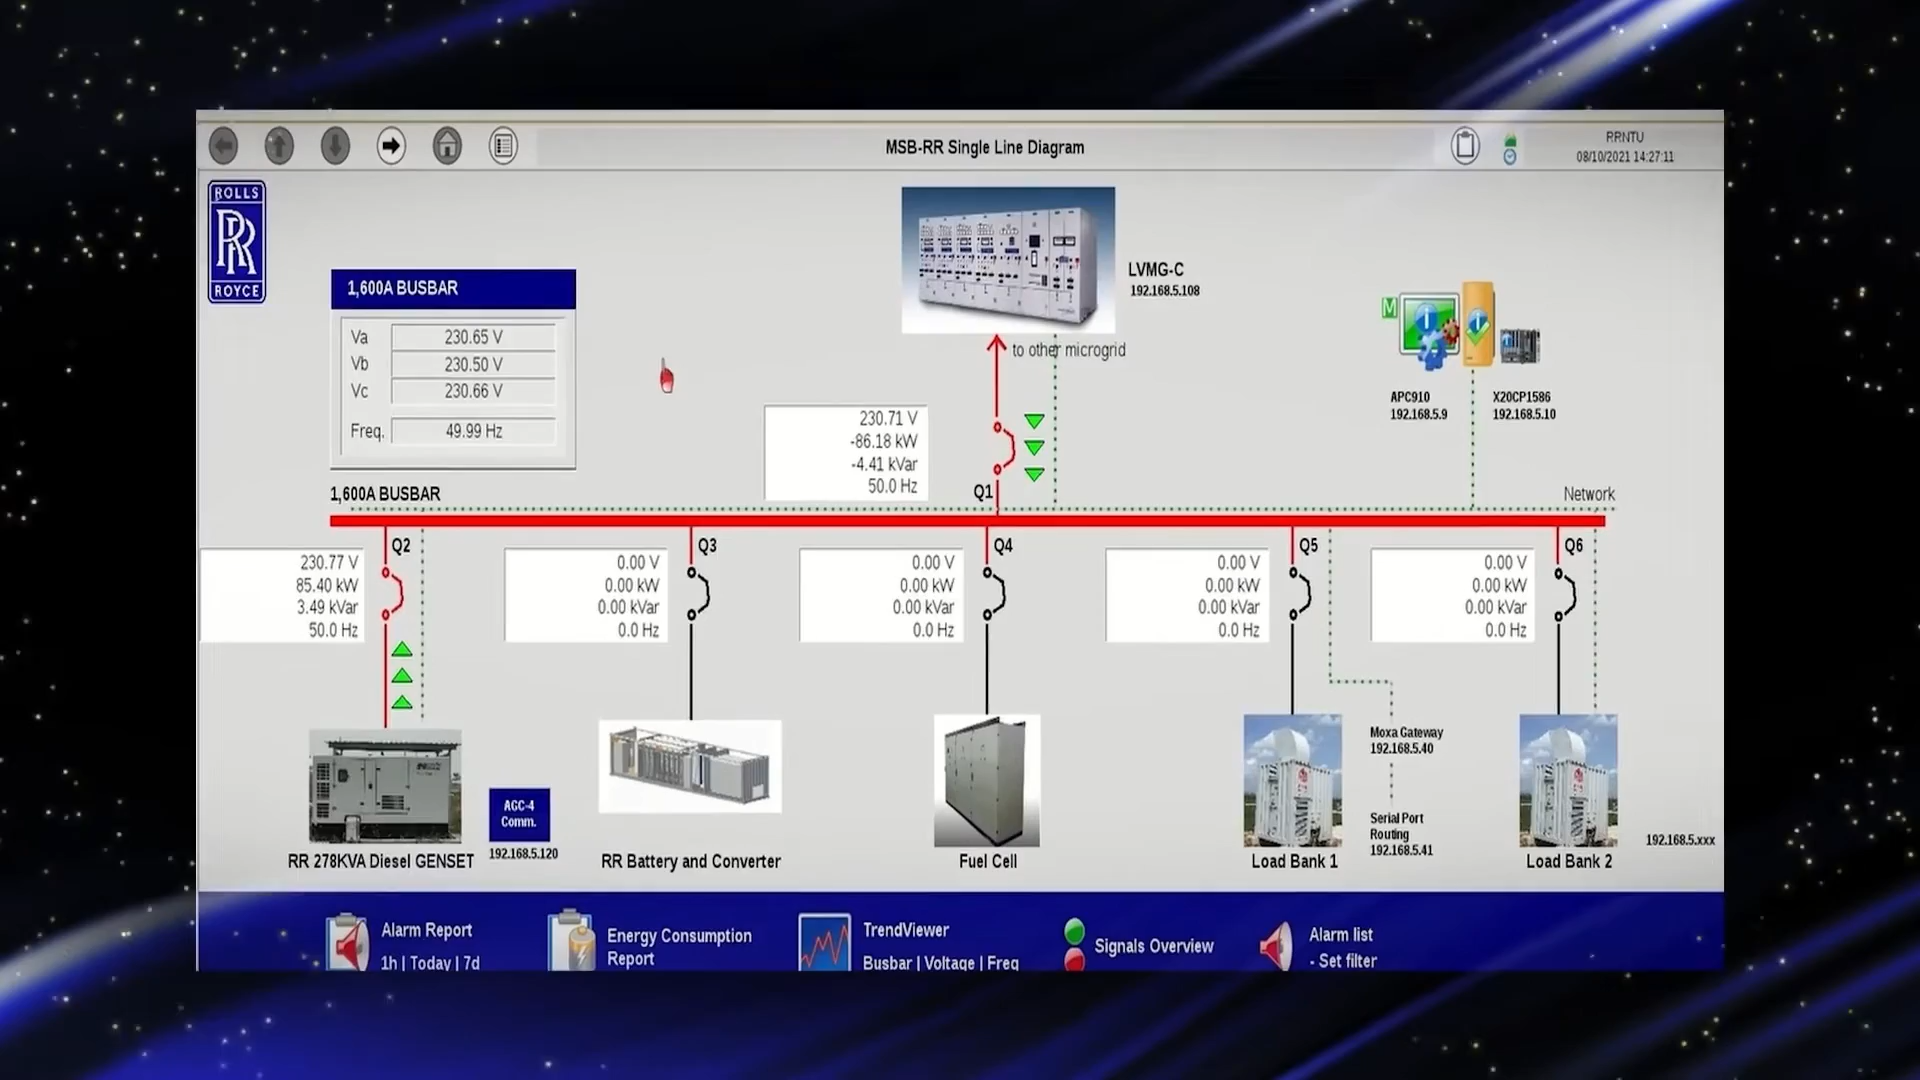 MSB-RR Single Line Diagram
RRNTU
08/10/2021 14:27:11
ROLLS
RR
ROYCE
LVMG-C
192.168.5.108
1,600A BUSBAR
Va 230.65 V
Vb 230.50 V
Vc 230.66 V
Freq. 49.99 Hz
to other microgrid
M
APC910
192.168.5.9
X20CP1586
192.168.5.10
230.71 V
-86.18 kW
-4.41 kVar
50.0 Hz
Q1
1,600A BUSBAR
Network
Q2
230.77 V
85.40 kW
3.49 kVar
50.0 Hz
Q3
0.00 V
0.00 kW
0.00 kVar
0.0 Hz
Q4
0.00 V
0.00 kW
0.00 kVar
0.0 Hz
Q5
0.00 V
0.00 kW
0.00 kVar
0.0 Hz
Q6
0.00 V
0.00 kW
0.00 kVar
0.0 Hz
AGC-4
Comm.
192.168.5.120
Moxa Gateway
192.168.5.40
Serial Port
Routing
192.168.5.41
192.168.5.xxx
RR 278KVA Diesel GENSET
RR Battery and Converter
Fuel Cell
Load Bank 1
Load Bank 2
Alarm Report
1h | Today | 7d
Energy Consumption
Report
TrendViewer
Busbar | Voltage | Freq
Signals Overview
Alarm list
- Set filter